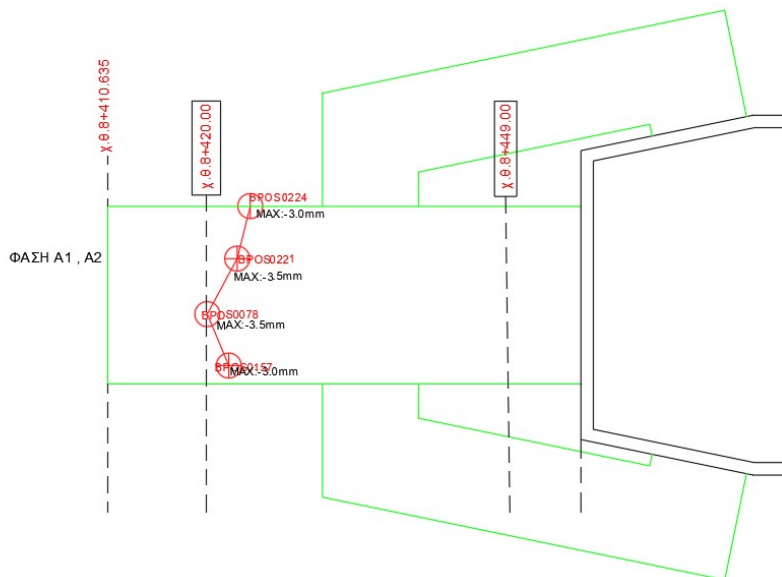 χ.θ.8+410.635
χ.θ.8+420.00
χ.θ.8+449.00
BPOS0224
MAX:-3.0mm
ΦΑΣΗ Α1 , Α2
BPOS0221
MAX:-3.5mm
BPOS0078
MAX:-3.5mm
BPOS0157
MAX:-3.0mm